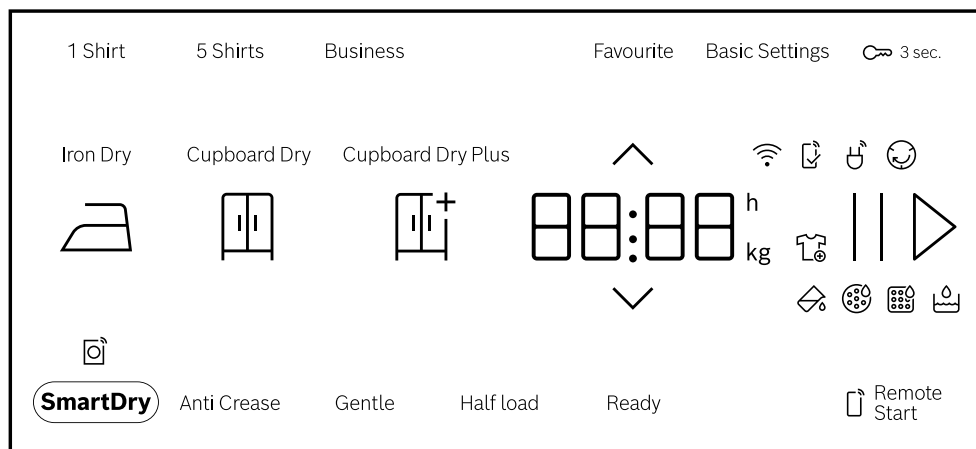 1 Shirt 5 Shirts Business Favourite Basic Settings 3 sec.
Iron Dry Cupboard Dry Cupboard Dry Plus
88:88 h
kg
SmartDry Anti Crease Gentle Half load Ready Remote
Start